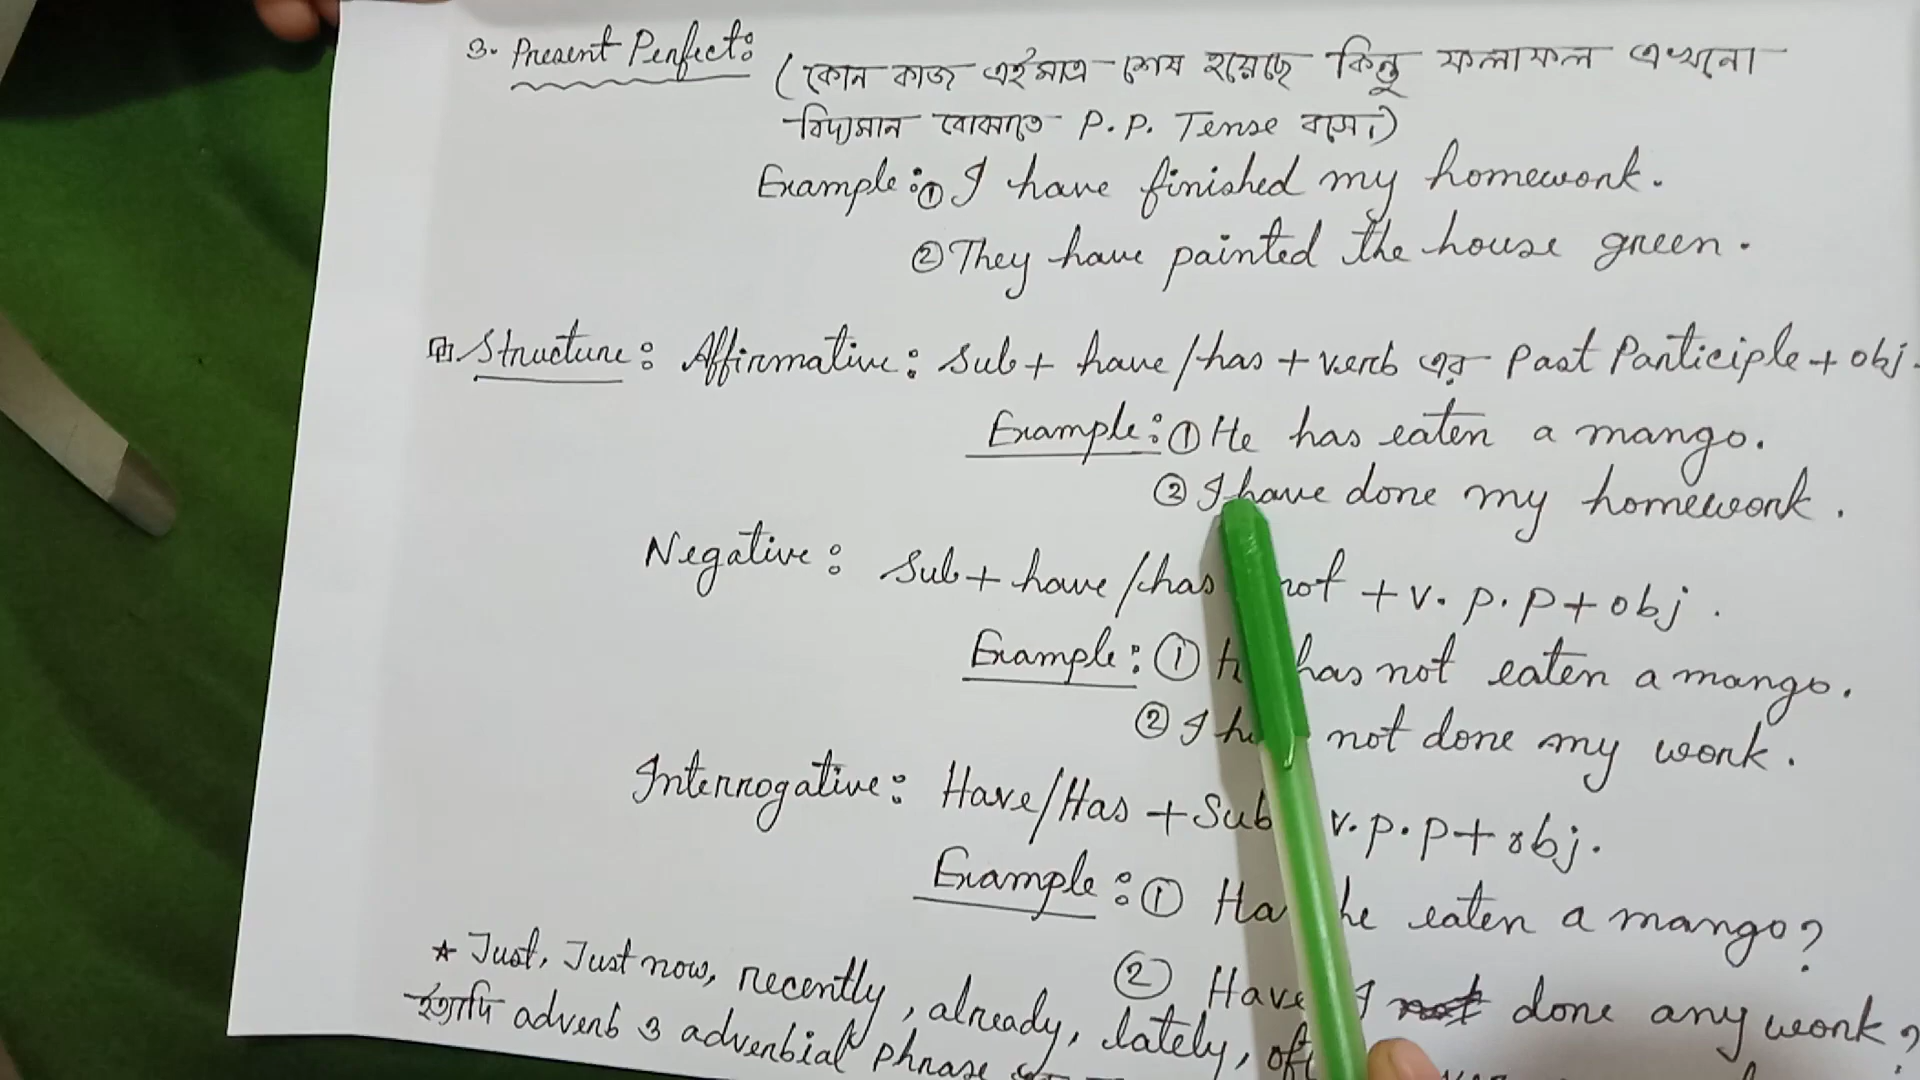 3. Present Perfect:
(কোন কাজ এইমাত্র শেষ হয়েছে কিন্তু ফলাফল এখনো
বিদ্যমান বোঝাতে P.P. Tense বসে।)
Example: ① I have finished my homework.
② They have painted the house green.
Structure: Affirmative: Sub + have/has + verb এর Past Participle + obj.
Example: ① He has eaten a mango.
② I have done my homework.
Negative: Sub + have/has not + v.p.p + obj.
Example: ① has not eaten a mango.
② I not done my work.
Interrogative: Have/Has + Sub v.p.p + obj.
Example: ① he eaten a mango?
② Have I done any work?
* Just, Just now, recently, already, lately,
ইত্যাদি adverb ও adverbial phrase